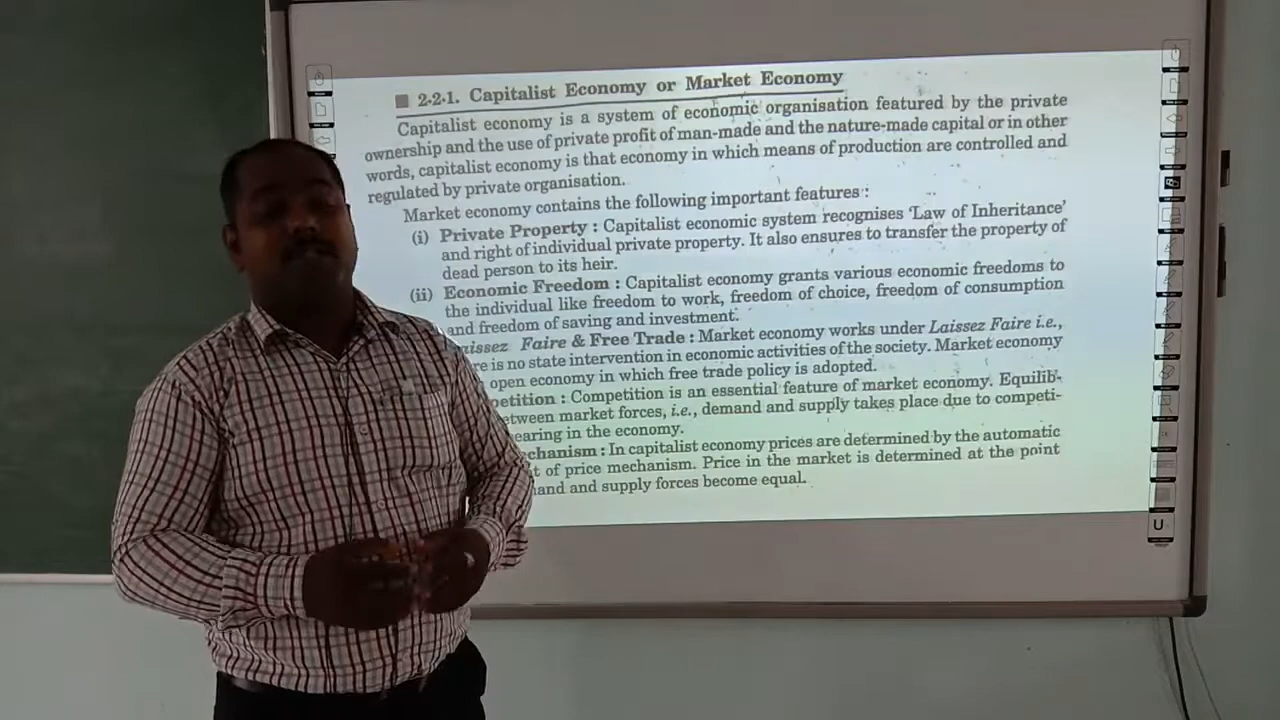 2·2·1. Capitalist Economy or Market Economy
Capitalist economy is a system of economic organisation featured by the private
ownership and the use of private profit of man-made and the nature-made capital or in other
words, capitalist economy is that economy in which means of production are controlled and
regulated by private organisation.
Market economy contains the following important features :
(i) Private Property : Capitalist economic system recognises 'Law of Inheritance'
and right of individual private property. It also ensures to transfer the property of
dead person to its heir.
(ii) Economic Freedom : Capitalist economy grants various economic freedoms to
the individual like freedom to work, freedom of choice, freedom of consumption
and freedom of saving and investment.
aissez Faire & Free Trade : Market economy works under Laissez Faire i.e.,
re is no state intervention in economic activities of the society. Market economy
open economy in which free trade policy is adopted.
petition : Competition is an essential feature of market economy. Equilib-
etween market forces, i.e., demand and supply takes place due to competi-
earing in the economy.
chanism : In capitalist economy prices are determined by the automatic
t of price mechanism. Price in the market is determined at the point
and and supply forces become equal.
U